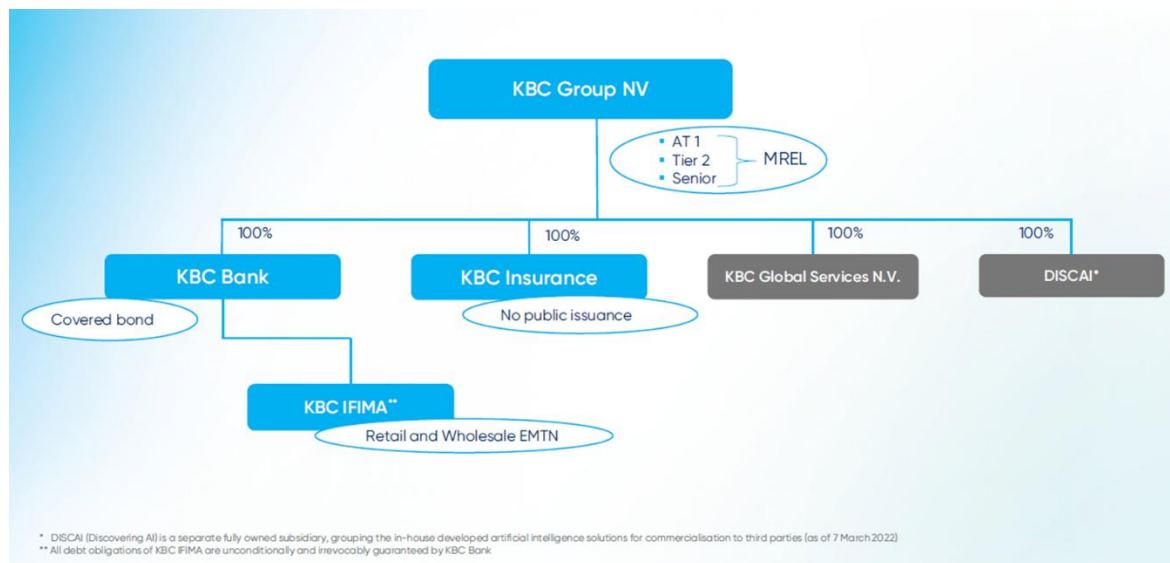 KBC Group NV
▪ AT 1
▪ Tier 2
▪ Senior
MREL
100%
100%
100%
100%
KBC Bank
KBC Insurance
KBC Global Services N.V.
DISCAI*
Covered bond
No public issuance
KBC IFIMA**
Retail and Wholesale EMTN
* DISCAI (Discovering AI) is a separate fully owned subsidiary, grouping the in-house developed artificial intelligence solutions for commercialisation to third parties (as of 7 March 2022)
** All debt obligations of KBC IFIMA are unconditionally and irrevocably guaranteed by KBC Bank